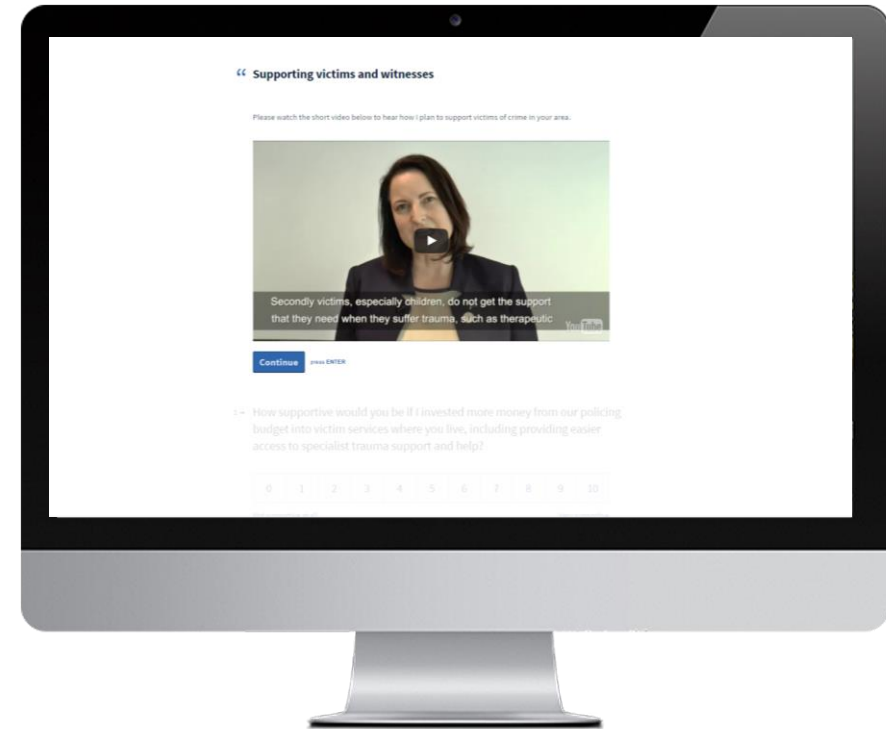 “ Supporting victims and witnesses
Please watch the short video below to hear how I plan to support victims of crime in your area.
Secondly victims, especially children, do not get the support
that they need when they suffer trauma, such as therapeutic
YouTube
Continue press ENTER
How supportive would you be if I invested more money from our policing
budget into victim services where you live, including providing easier
access to specialist trauma support and help?
0 1 2 3 4 5 6 7 8 9 10